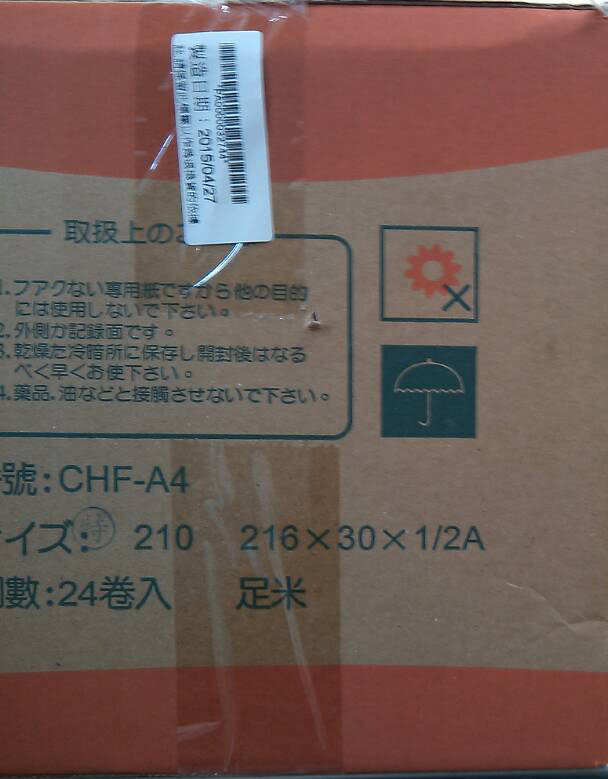 PA0000032744
製造日期：2015/04/27
取扱上の
1.フアクない專用紙ですから他の目的
には使用しないで下さい。
2.外側か記録面です。
3.乾燥た冷暗所に保存し開封後はなる
べく早くお使下さい。
4.藥品.油などと接觸させないで下さい。
號:CHF-A4
イズ: 210 216×30×1/2A
數:24巻入 足米